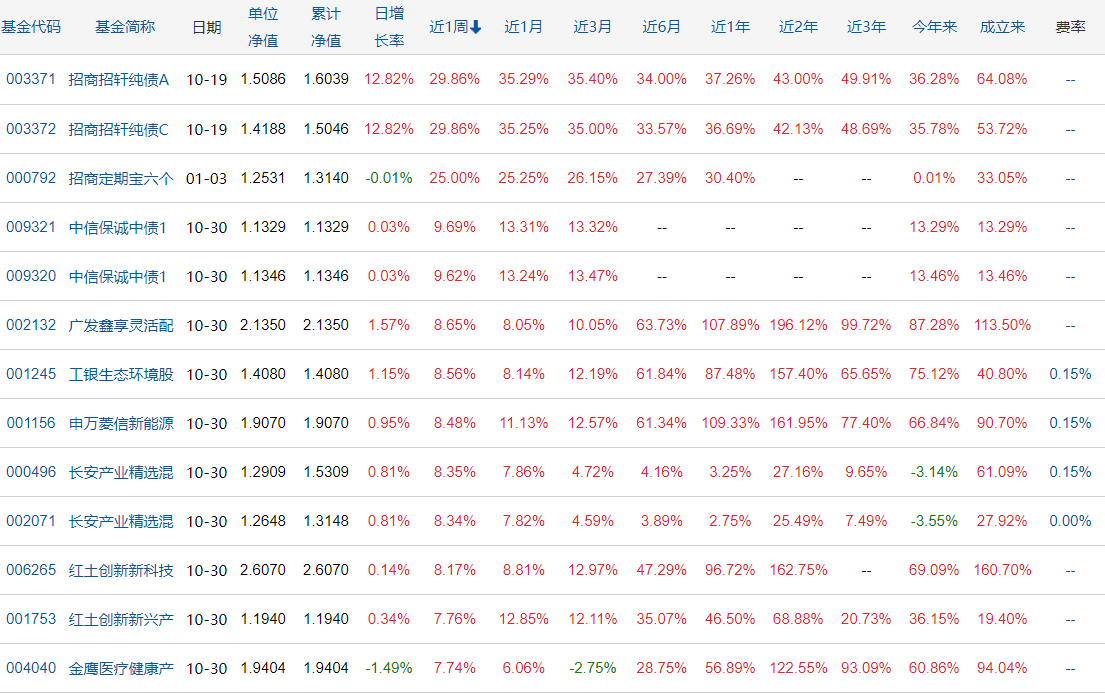 基金代码 基金简称 日期 单位净值 累计净值 日增长率 近1周 近1月 近3月 近6月 近1年 近2年 近3年 今年来 成立来 费率
003371 招商招轩纯债A 10-19 1.5086 1.6039 12.82% 29.86% 35.29% 35.40% 34.00% 37.26% 43.00% 49.91% 36.28% 64.08% --
003372 招商招轩纯债C 10-19 1.4188 1.5046 12.82% 29.86% 35.25% 35.00% 33.57% 36.69% 42.13% 48.69% 35.78% 53.72% --
000792 招商定期宝六个 01-03 1.2531 1.3140 -0.01% 25.00% 25.25% 26.15% 27.39% 30.40% -- -- 0.01% 33.05% --
009321 中信保诚中债1 10-30 1.1329 1.1329 0.03% 9.69% 13.31% 13.32% -- -- -- -- 13.29% 13.29% --
009320 中信保诚中债1 10-30 1.1346 1.1346 0.03% 9.62% 13.24% 13.47% -- -- -- -- 13.46% 13.46% --
002132 广发鑫享灵活配 10-30 2.1350 2.1350 1.57% 8.65% 8.05% 10.05% 63.73% 107.89% 196.12% 99.72% 87.28% 113.50% --
001245 工银生态环境股 10-30 1.4080 1.4080 1.15% 8.56% 8.14% 12.19% 61.84% 87.48% 157.40% 65.65% 75.12% 40.80% 0.15%
001156 申万菱信新能源 10-30 1.9070 1.9070 0.95% 8.48% 11.13% 12.57% 61.34% 109.33% 161.95% 77.40% 66.84% 90.70% 0.15%
000496 长安产业精选混 10-30 1.2909 1.5309 0.81% 8.35% 7.86% 4.72% 4.16% 3.25% 27.16% 9.65% -3.14% 61.09% 0.15%
002071 长安产业精选混 10-30 1.2648 1.3148 0.81% 8.34% 7.82% 4.59% 3.89% 2.75% 25.49% 7.49% -3.55% 27.92% 0.00%
006265 红土创新新科技 10-30 2.6070 2.6070 0.14% 8.17% 8.81% 12.97% 47.29% 96.72% 162.75% -- 69.09% 160.70% --
001753 红土创新新兴产 10-30 1.1940 1.1940 0.34% 7.76% 12.85% 12.11% 35.07% 46.50% 68.88% 20.73% 36.15% 19.40% --
004040 金鹰医疗健康产 10-30 1.9404 1.9404 -1.49% 7.74% 6.06% -2.75% 28.75% 56.89% 122.55% 93.09% 60.86% 94.04% --